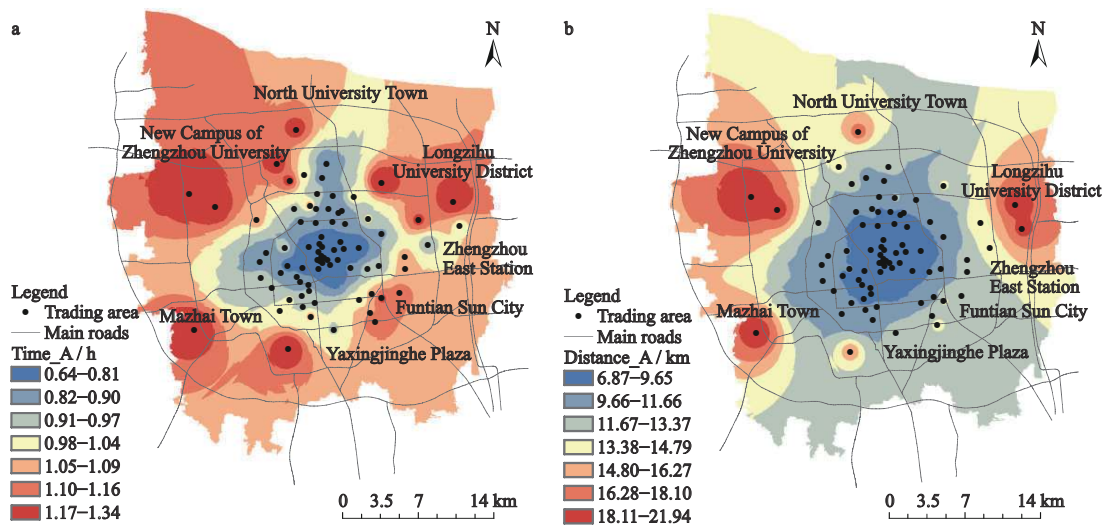 a
N
North University Town
New Campus of
Zhengzhou University
Longzihu
University District
Zhengzhou
East Station
Legend
Trading area
Main roads
Mazhai Town
Funtian Sun City
Yaxingjinghe Plaza
Time_A / h
0.64–0.81
0.82–0.90
0.91–0.97
0.98–1.04
1.05–1.09
1.10–1.16
1.17–1.34
0 3.5 7 14 km
b
N
North University Town
New Campus of
Zhengzhou University
Longzihu
University District
Zhengzhou
East Station
Legend
Trading area
Main roads
Mazhai Town
Funtian Sun City
Yaxingjinghe Plaza
Distance_A / km
6.87–9.65
9.66–11.66
11.67–13.37
13.38–14.79
14.80–16.27
16.28–18.10
18.11–21.94
0 3.5 7 14 km